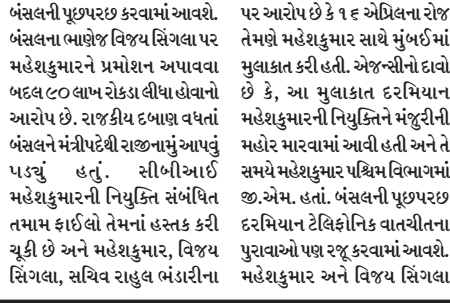 બંસલની પૂછપરછ કરવામાં આવશે.
બંસલના ભાણેજ વિજય સિંગલા પર
મહેશકુમારને પ્રમોશન અપાવવા
બદલ ૯૦ લાખ રોકડા લીધા હોવાનો
આરોપ છે. રાજકીય દબાણ વધતાં
બંસલને મંત્રીપદેથી રાજીનામું આપવું
પડ્યું હતું. સીબીઆઈ
મહેશકુમારની નિયુક્તિ સંબંધિત
તમામ ફાઈલો તેમનાં હસ્તક કરી
ચૂકી છે અને મહેશકુમાર, વિજય
સિંગલા, સચિવ રાહુલ ભંડારીના
પર આરોપ છે કે ૧૬ એપ્રિલના રોજ
તેમણે મહેશકુમાર સાથે મુંબઈમાં
મુલાકાત કરી હતી. એજન્સીનો દાવો
છે કે, આ મુલાકાત દરમિયાન
મહેશકુમારની નિયુક્તિને મંજુરીની
મહોર મારવામાં આવી હતી અને તે
સમયે મહેશકુમાર પશ્ચિમ વિભાગમાં
જી.એમ. હતાં. બંસલની પૂછપરછ
દરમિયાન ટેલિફોનિક વાતચીતના
પુરાવાઓ પણ રજૂ કરવામાં આવશે.
મહેશકુમાર અને વિજય સિંગલા